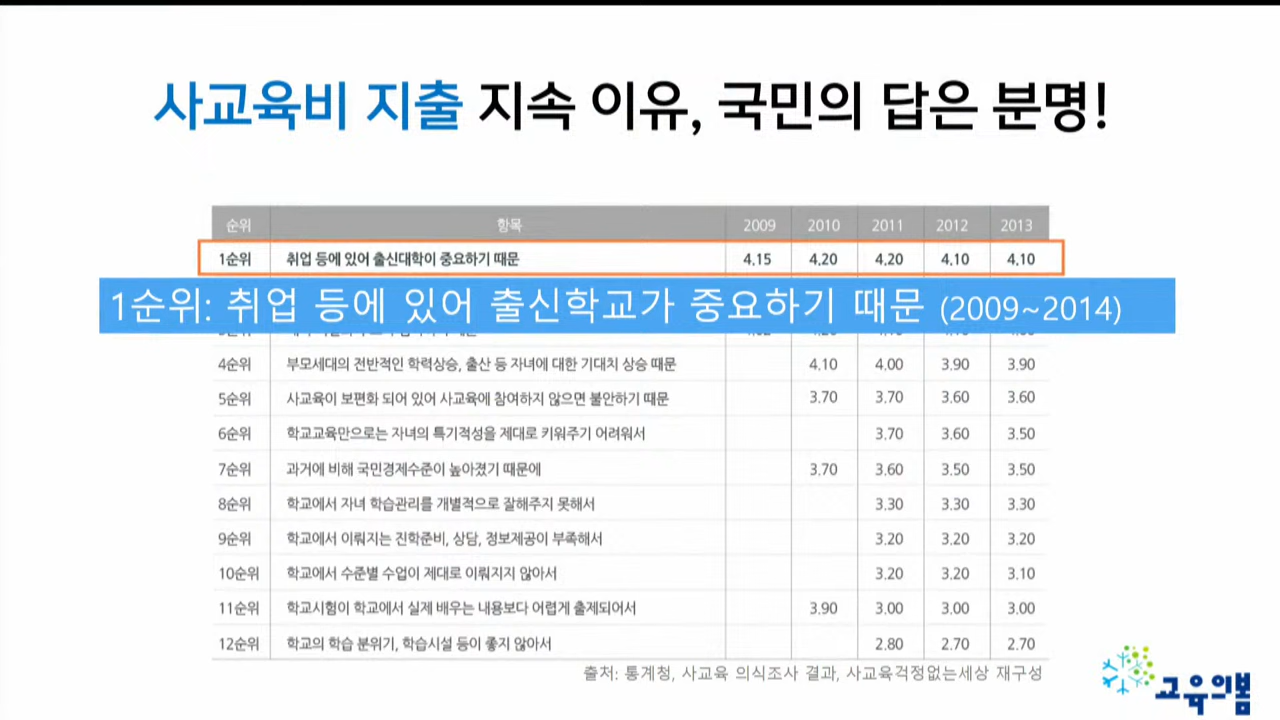 사교육비 지출 지속 이유, 국민의 답은 분명!
순위 항목 2009 2010 2011 2012 2013
1순위 취업 등에 있어 출신대학이 중요하기 때문 4.15 4.20 4.20 4.10 4.10
1순위: 취업 등에 있어 출신학교가 중요하기 때문 (2009~2014)
4순위 부모세대의 전반적인 학력상승, 출산 등 자녀에 대한 기대치 상승 때문 4.10 4.00 3.90 3.90
5순위 사교육이 보편화 되어 있어 사교육에 참여하지 않으면 불안하기 때문 3.70 3.70 3.60 3.60
6순위 학교교육만으로는 자녀의 특기적성을 제대로 키워주기 어려워서 3.70 3.60 3.50
7순위 과거에 비해 국민경제수준이 높아졌기 때문에 3.70 3.60 3.50 3.50
8순위 학교에서 자녀 학습관리를 개별적으로 잘해주지 못해서 3.30 3.30 3.30
9순위 학교에서 이뤄지는 진학준비, 상담, 정보제공이 부족해서 3.20 3.20 3.20
10순위 학교에서 수준별 수업이 제대로 이뤄지지 않아서 3.20 3.20 3.10
11순위 학교시험이 학교에서 실제 배우는 내용보다 어렵게 출제되어서 3.90 3.00 3.00 3.00
12순위 학교의 학습 분위기, 학습시설 등이 좋지 않아서 2.80 2.70 2.70
출처: 통계청, 사교육 의식조사 결과, 사교육걱정없는세상 재구성
교육의봄